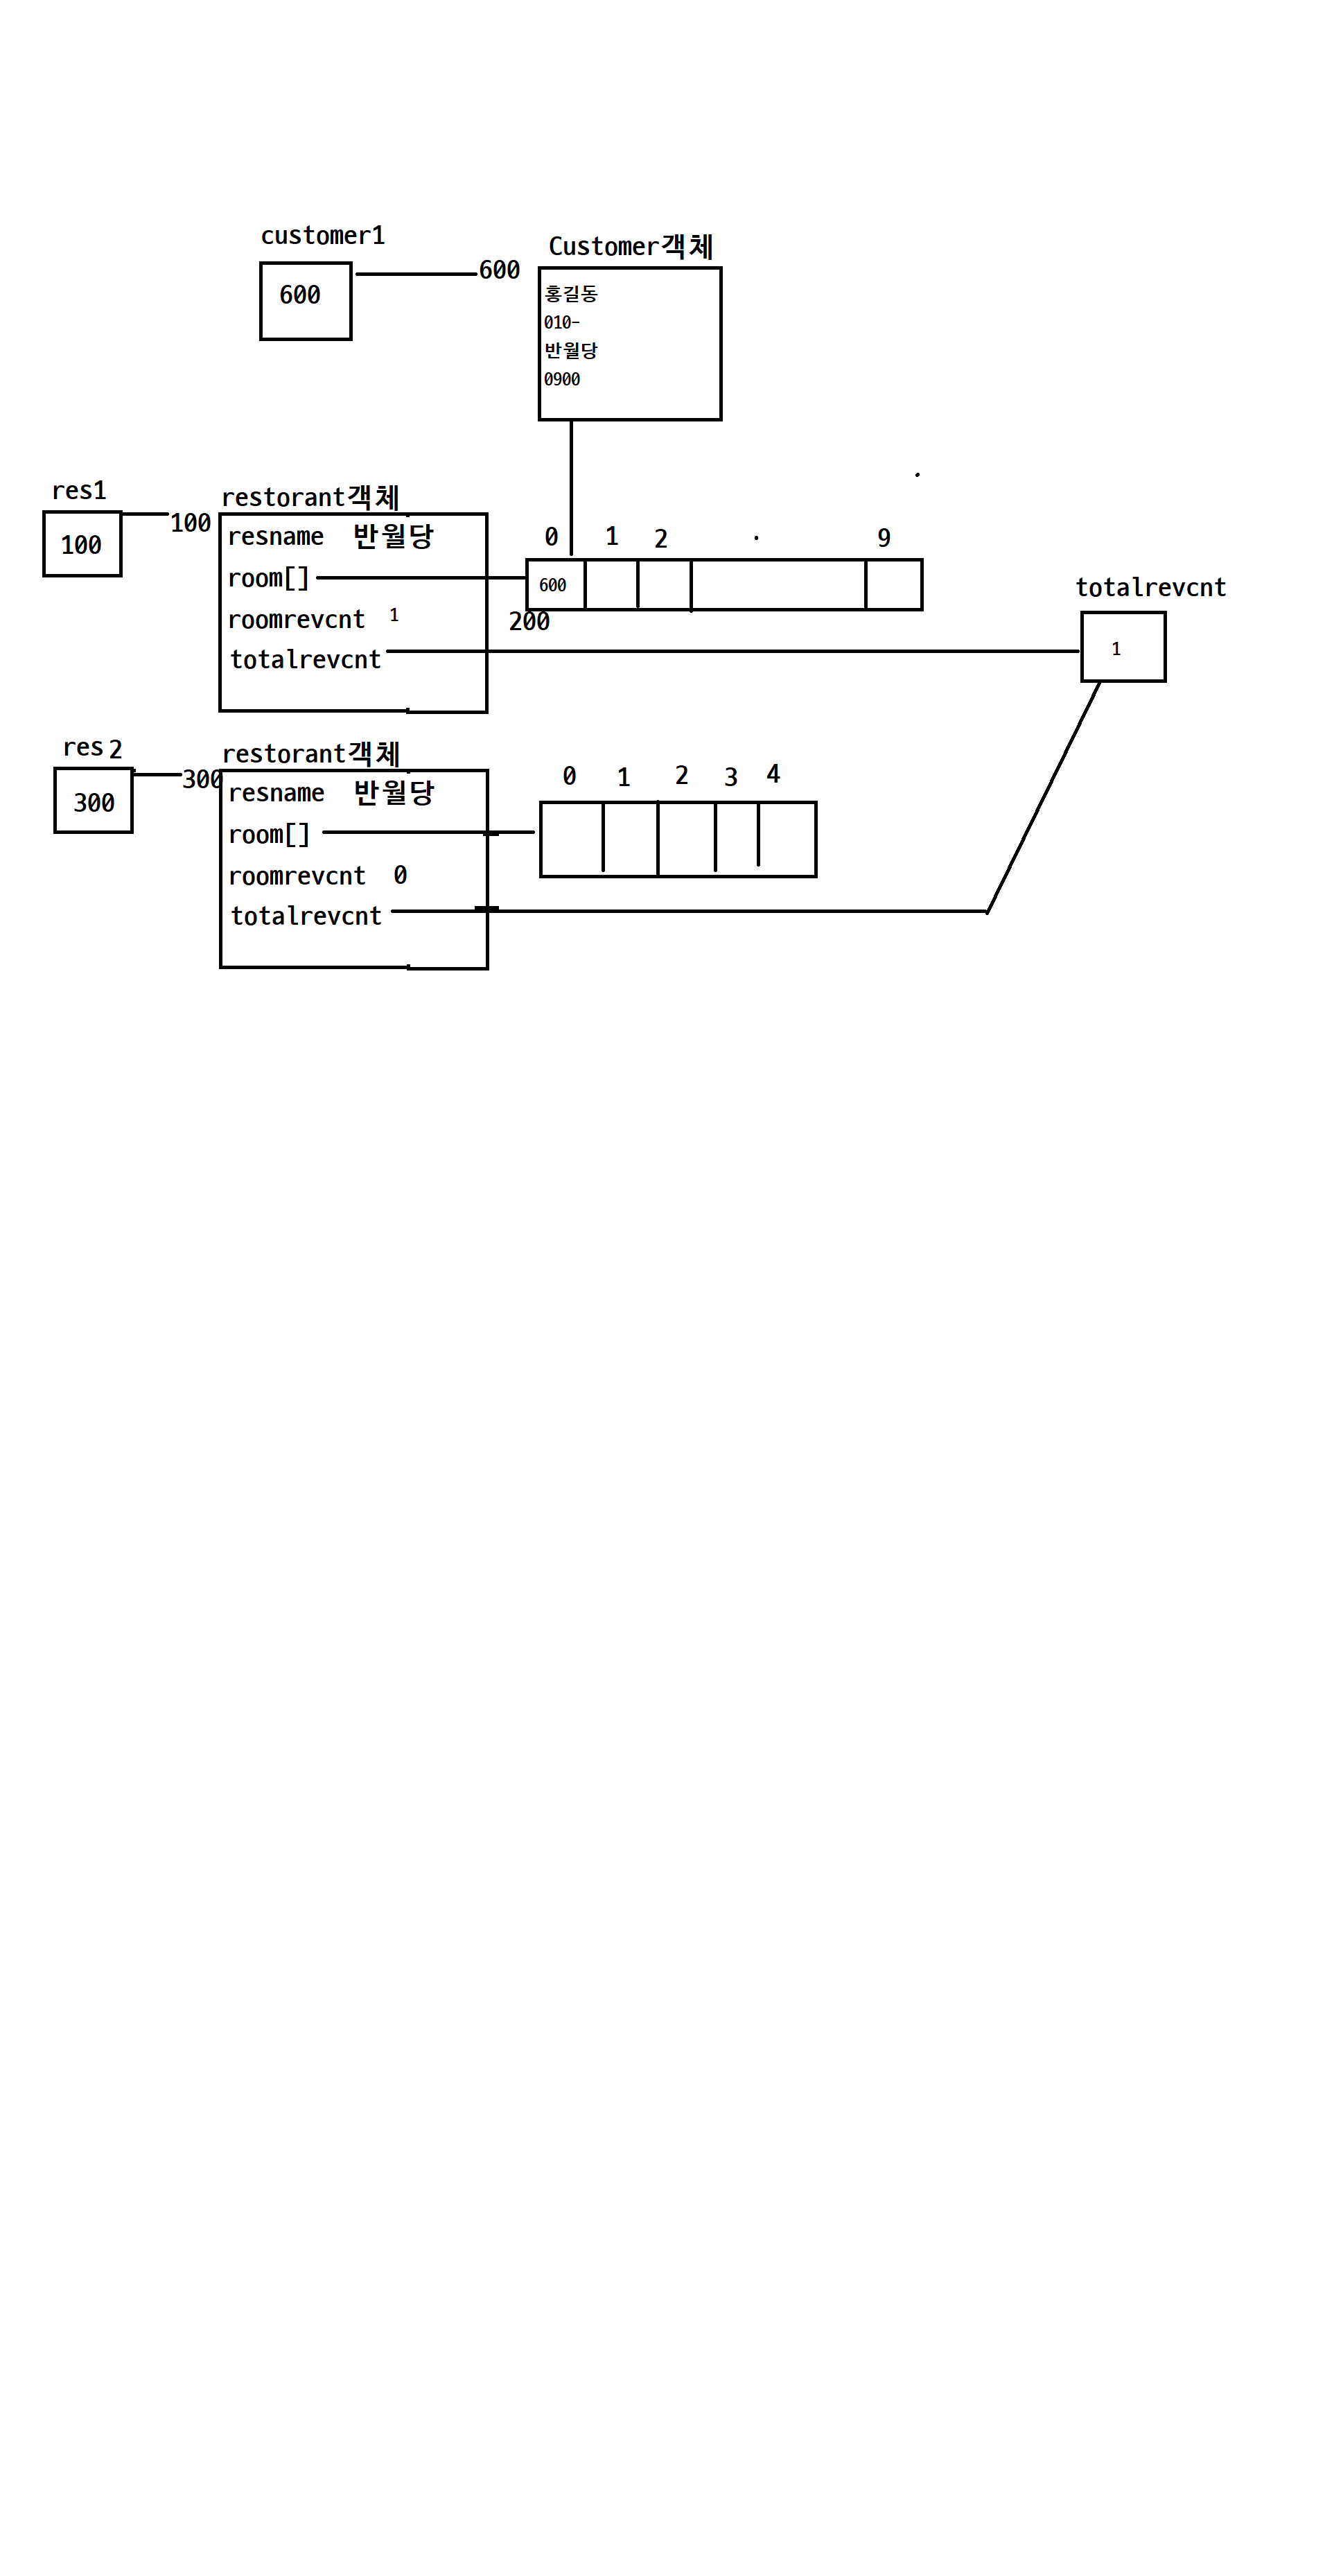 customer1
Customer객체
600
600
홍길동
010-
반월당
0900
res1
restorant객체
100
100
resname 반월당
0 1 2 . 9
room[]
600
totalrevcnt
roomrevcnt 1
200
totalrevcnt
1
res 2
restorant객체
300
300
resname 반월당
0 1 2 3 4
room[]
roomrevcnt 0
totalrevcnt